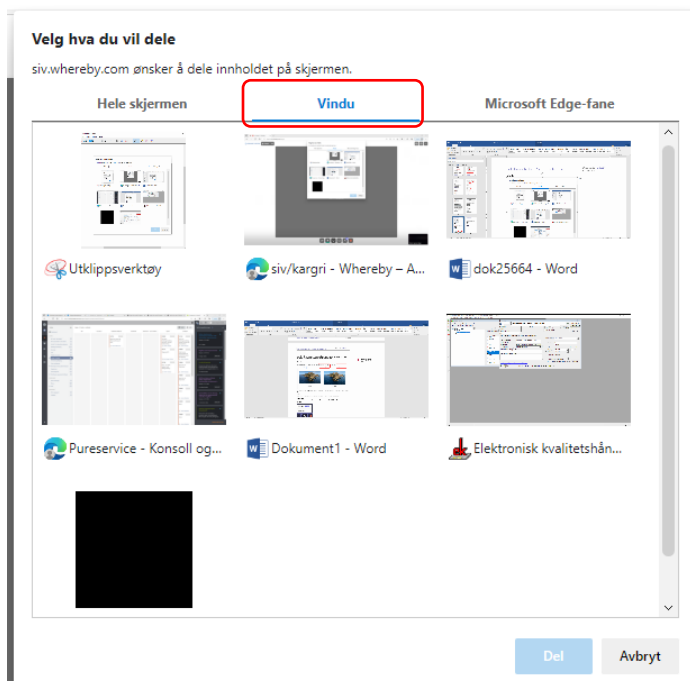 Velg hva du vil dele
siv.whereby.com ønsker å dele innholdet på skjermen.
Hele skjermen Vindu Microsoft Edge-fane
Utklippsverktøy siv/kargri - Whereby – A... dok25664 - Word
Pureservice - Konsoll og... Dokument1 - Word Elektronisk kvalitetshån...
Del Avbryt